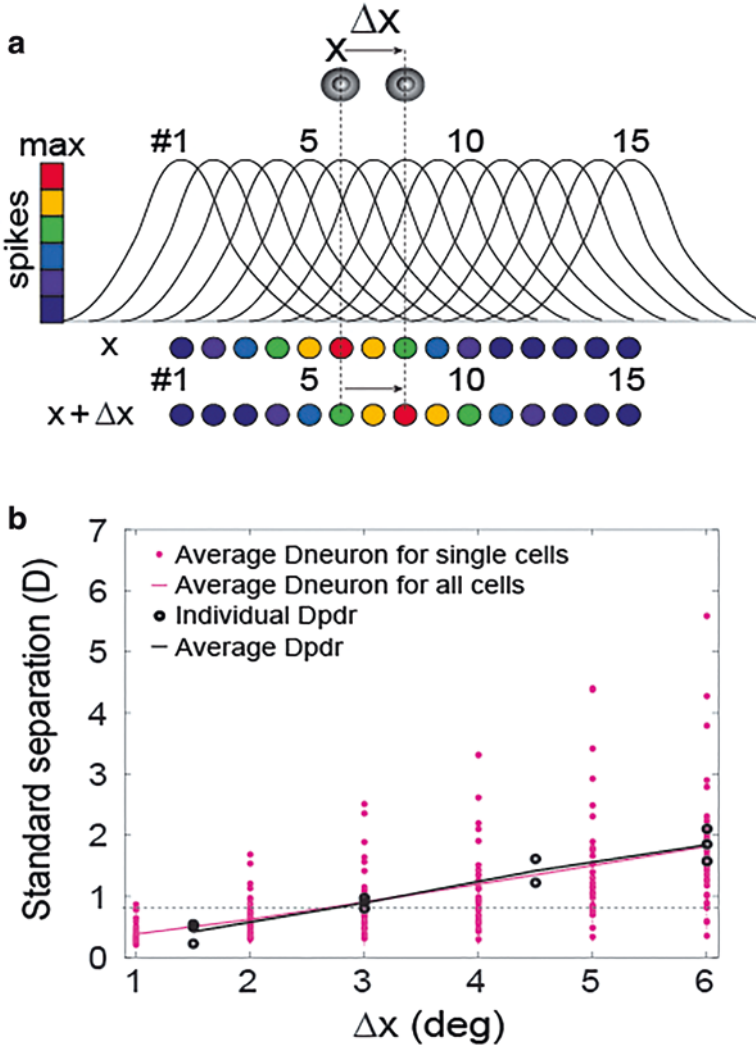 a
Δx
x
max #1 5 10 15
spikes
x
#1 5 10 15
x + Δx
b
7
6
5
4
3
2
1
0
Standard separation (D)
Average Dneuron for single cells
Average Dneuron for all cells
Individual Dpdr
Average Dpdr
1 2 3 4 5 6
Δx (deg)